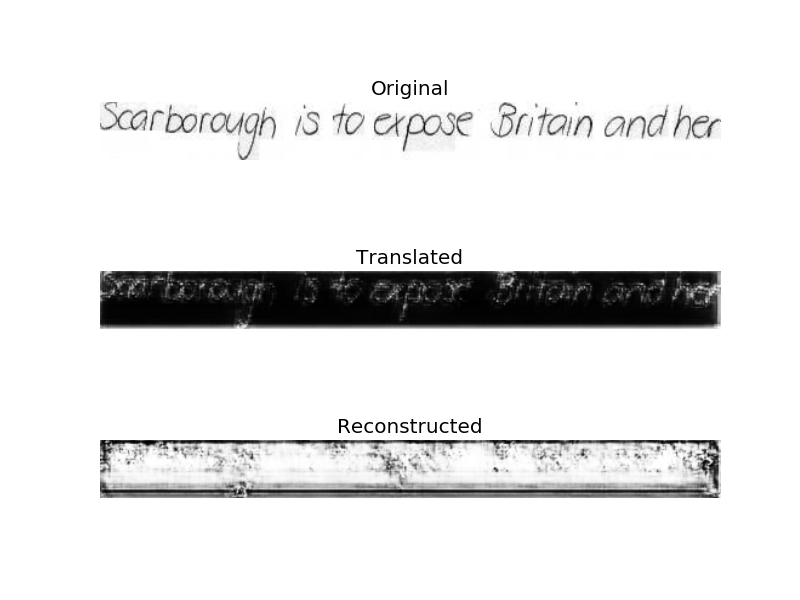 Original
Scarborough is to expose Britain and her
Translated
Scarborough is to expose Britain and her
Reconstructed